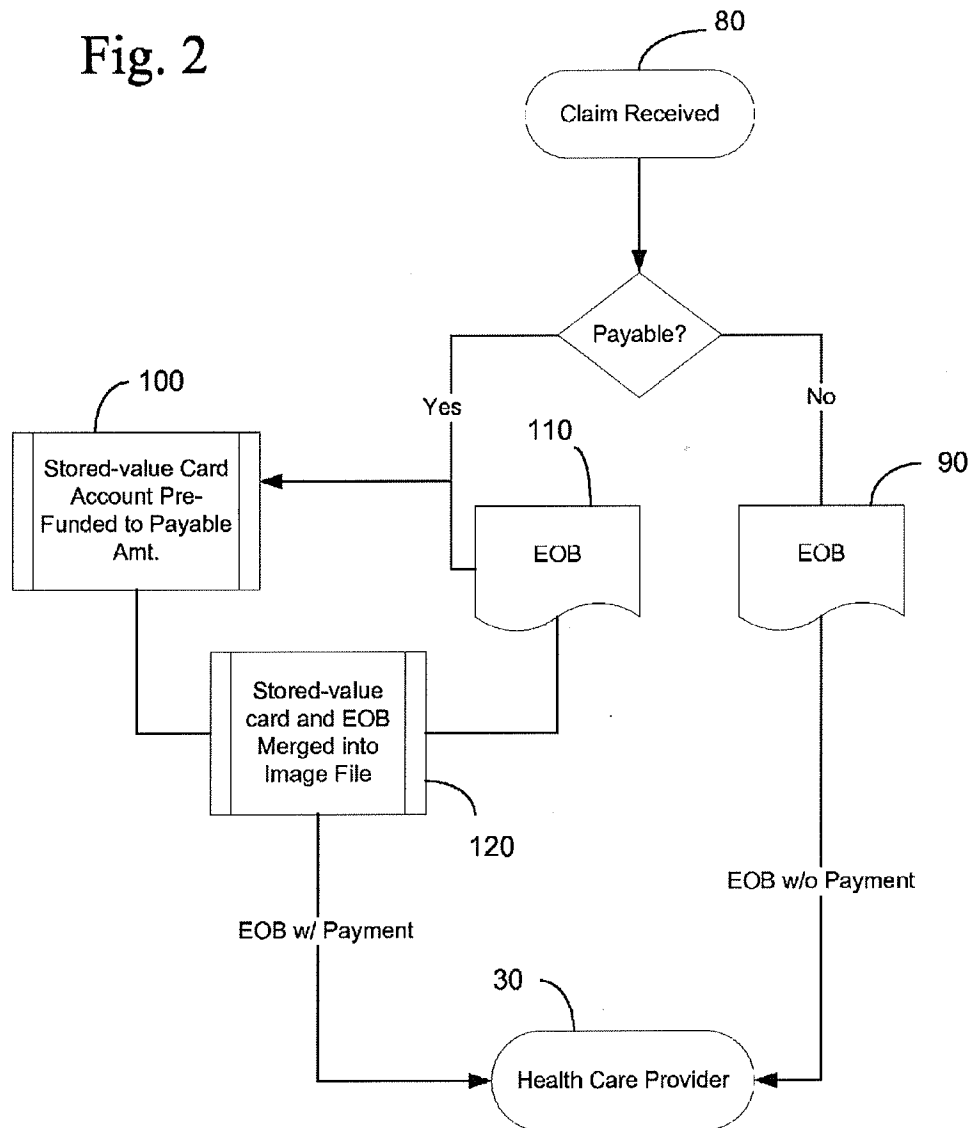 Fig. 2
80
Claim Received
Payable?
Yes
No
100
Stored-value Card
Account Pre-
Funded to Payable
Amt.
110
EOB
90
EOB
Stored-value
card and EOB
Merged into
Image File
120
EOB w/ Payment
EOB w/o Payment
30
Health Care Provider